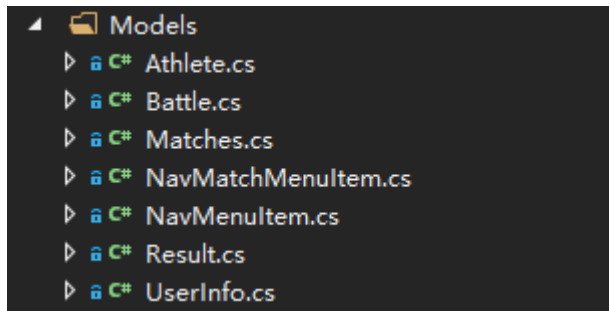 Models
C# Athlete.cs
C# Battle.cs
C# Matches.cs
C# NavMatchMenuItem.cs
C# NavMenuItem.cs
C# Result.cs
C# UserInfo.cs